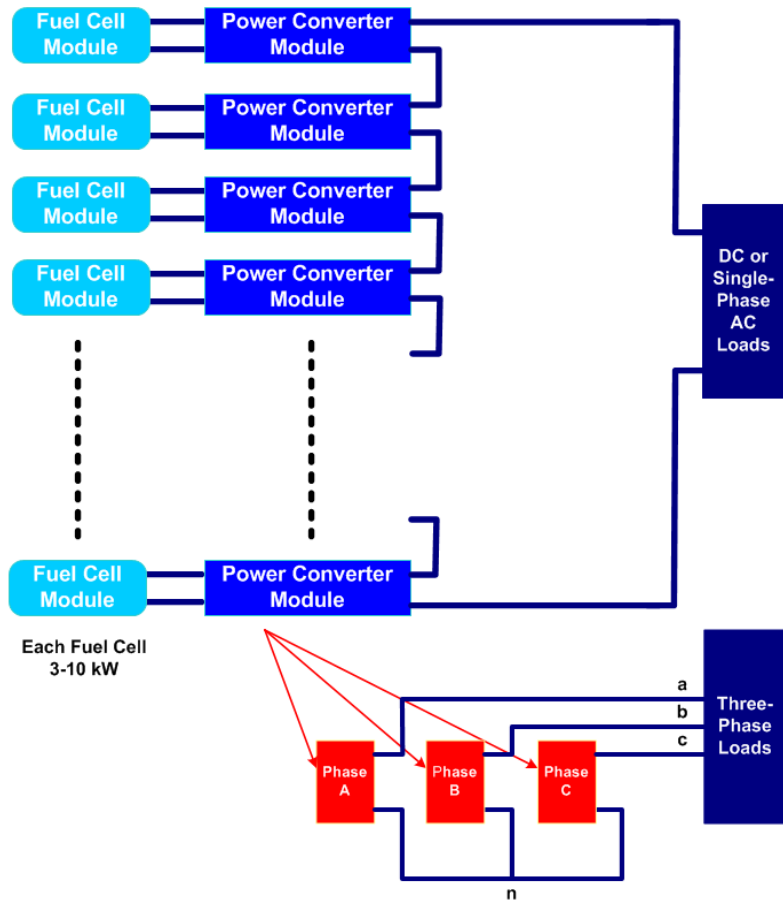 Fuel Cell
Module
Power Converter
Module
Fuel Cell
Module
Power Converter
Module
Fuel Cell
Module
Power Converter
Module
Fuel Cell
Module
Power Converter
Module
DC or
Single-
Phase
AC
Loads
Fuel Cell
Module
Power Converter
Module
Each Fuel Cell
3-10 kW
a
b
c
Three-
Phase
Loads
Phase
A
Phase
B
Phase
C
n